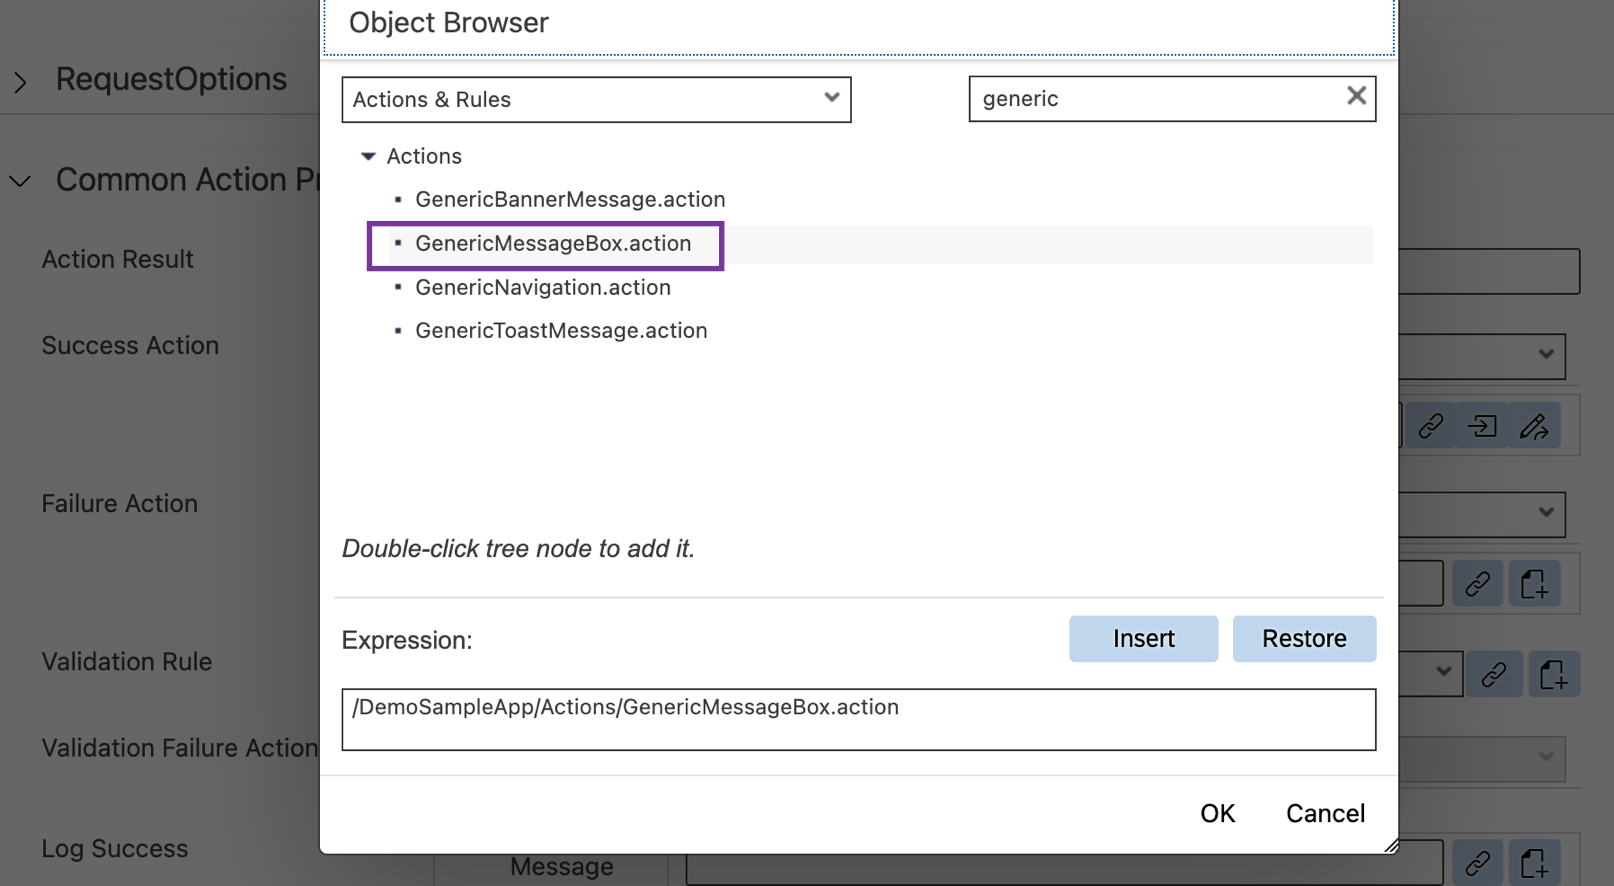 Object Browser
RequestOptions
Actions & Rules
generic
Actions
Common Action Pr
GenericBannerMessage.action
GenericMessageBox.action
Action Result
GenericNavigation.action
GenericToastMessage.action
Success Action
Failure Action
Double-click tree node to add it.
Expression:
Insert
Restore
Validation Rule
/DemoSampleApp/Actions/GenericMessageBox.action
Validation Failure Action
OK
Cancel
Log Success
Message